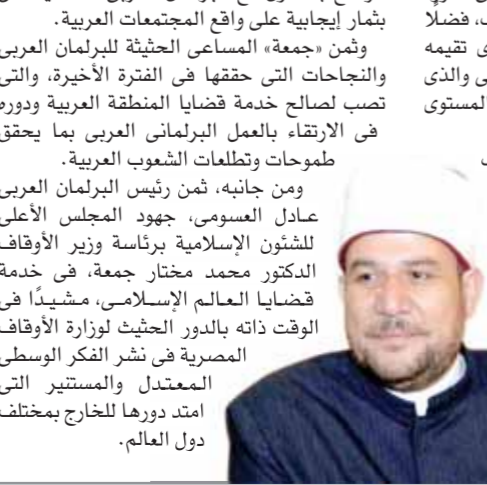 بثمار إيجابية على واقع المجتمعات العربية.
وثمن «جمعة» المساعى الحثيثة للبرلمان العربى
والنجاحات التى حققها فى الفترة الأخيرة، والتى
تصب لصالح خدمة قضايا المنطقة العربية ودوره
فى الارتقاء بالعمل البرلمانى العربى بما يحقق
طموحات وتطلعات الشعوب العربية.
ومن جانبه، ثمن رئيس البرلمان العربى
عادل العسومى، جهود المجلس الأعلى
للشئون الإسلامية برئاسة وزير الأوقاف
الدكتور محمد مختار جمعة، فى خدمة
قضايا العالم الإسلامى، مشيدًا فى
الوقت ذاته بالدور الحثيث لوزارة الأوقاف
المصرية فى نشر الفكر الوسطى
المعتدل والمستنير التى
امتد دورها للخارج بمختلف
دول العالم.
فضلًا
تقيمه
والذى
المستوى